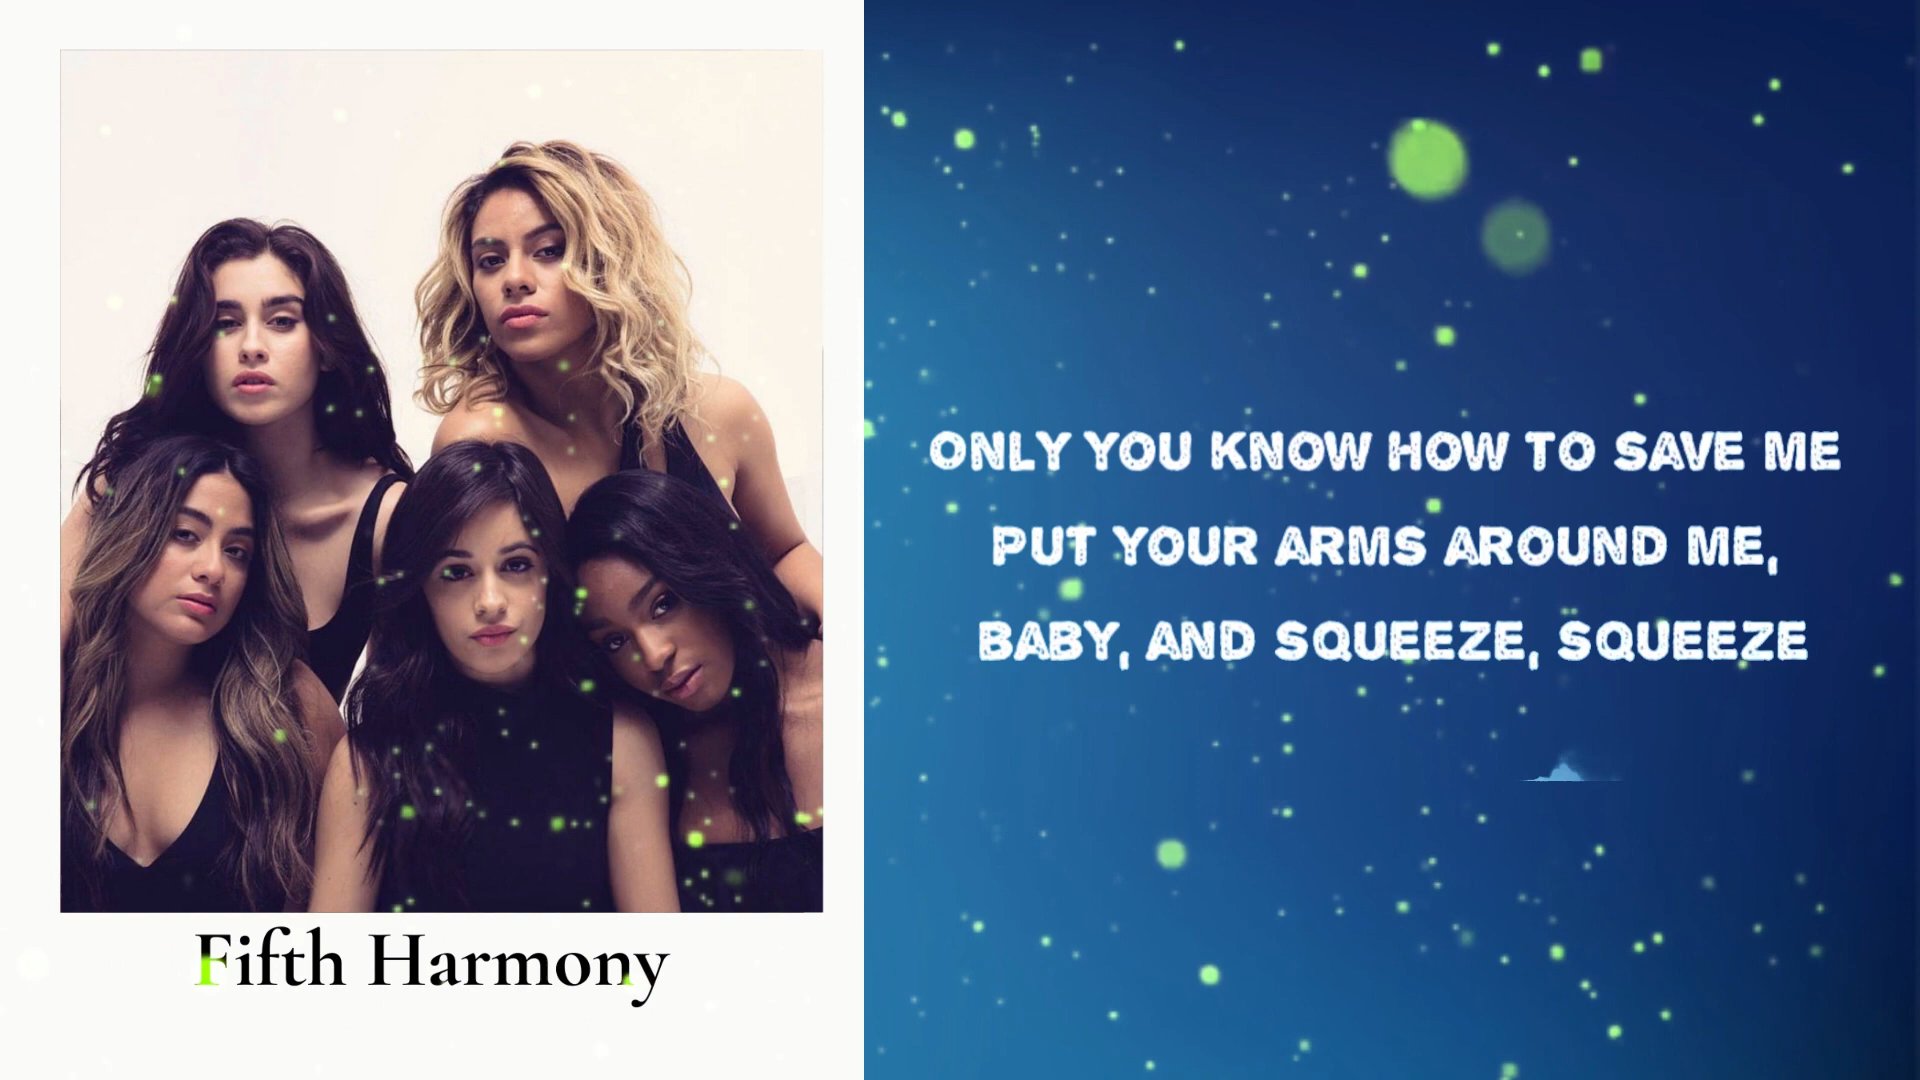 Fifth Harmony
ONLY YOU KNOW HOW TO SAVE ME
PUT YOUR ARMS AROUND ME,
BABY, AND SQUEEZE, SQUEEZE